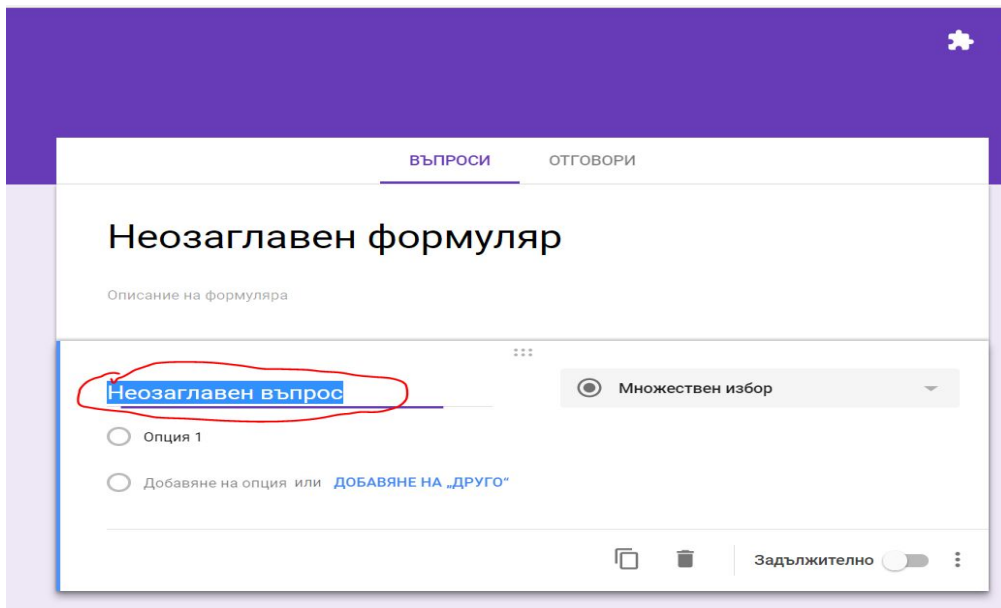 ВЪПРОСИ ОТГОВОРИ
Неозаглавен формуляр
Описание на формуляра
Неозаглавен въпрос Множествен избор
Опция 1
Добавяне на опция или ДОБАВЯНЕ НА „ДРУГО“
Задължително